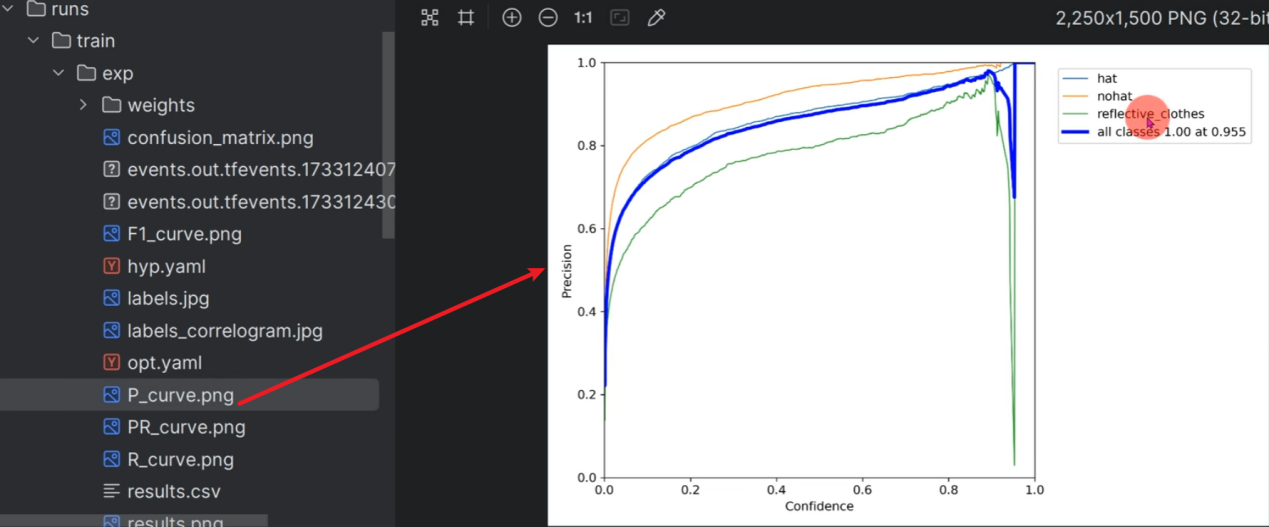 runs
train
exp
weights
confusion_matrix.png
events.out.tfevents.173312407
events.out.tfevents.173312430
F1_curve.png
hyp.yaml
labels.jpg
labels_correlogram.jpg
opt.yaml
P_curve.png
PR_curve.png
R_curve.png
results.csv
results.png
1:1
2,250x1,500 PNG (32-bit
1.0
0.8
0.6
0.4
0.2
0.0
Precision
0.0 0.2 0.4 0.6 0.8 1.0
Confidence
hat
nohat
reflective_clothes
all classes 1.00 at 0.955